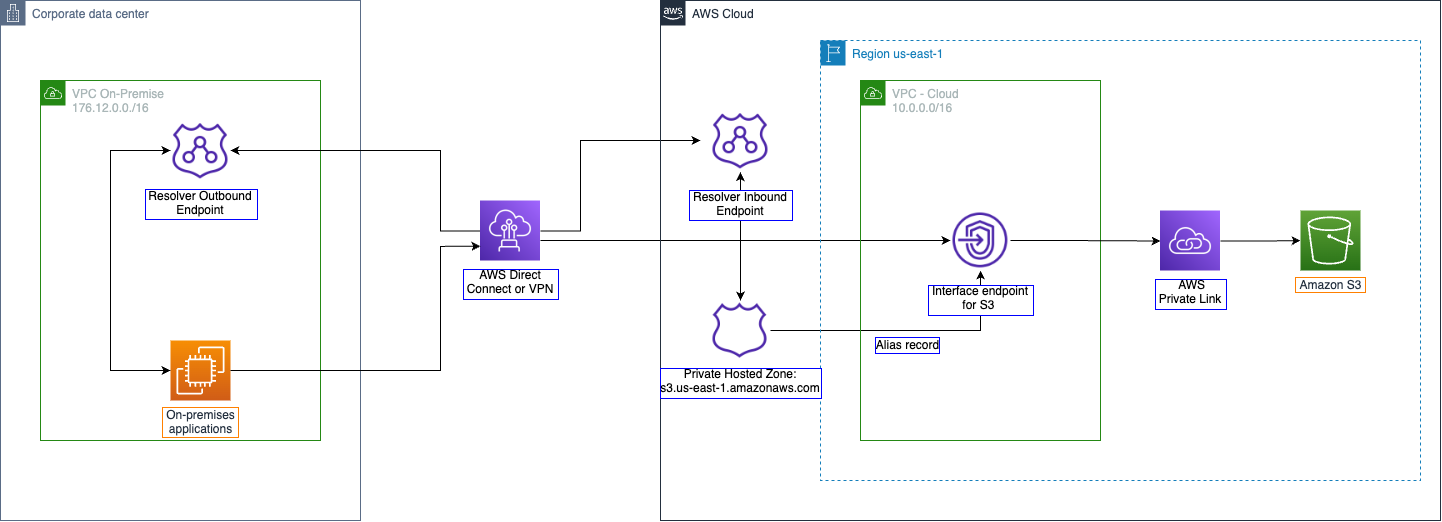 Corporate data center
aws
AWS Cloud
Region us-east-1
VPC On-Premise
176.12.0.0./16
VPC - Cloud
10.0.0.0/16
Resolver Outbound
Endpoint
Resolver Inbound
Endpoint
AWS Direct
Connect or VPN
Interface endpoint
for S3
AWS
Private Link
Amazon S3
Alias record
Private Hosted Zone:
s3.us-east-1.amazonaws.com
On-premises
applications